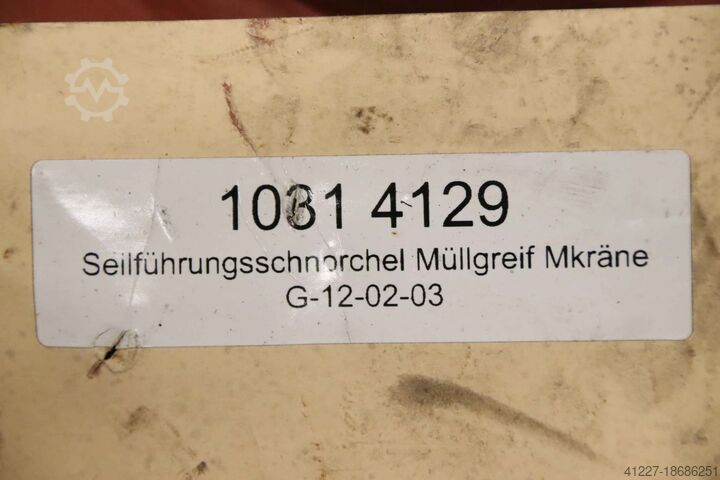 1031 4129
Seilführungsschnorchel Müllgreif Mkräne
G-12-02-03
41227-18686251